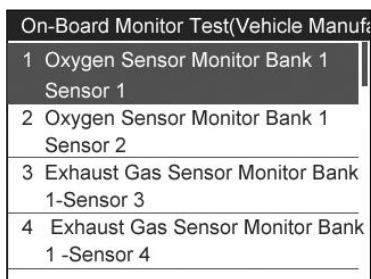 On-Board Monitor Test(Vehicle Manufa
1 Oxygen Sensor Monitor Bank 1
Sensor 1
2 Oxygen Sensor Monitor Bank 1
Sensor 2
3 Exhaust Gas Sensor Monitor Bank
1-Sensor 3
4 Exhaust Gas Sensor Monitor Bank
1 -Sensor 4